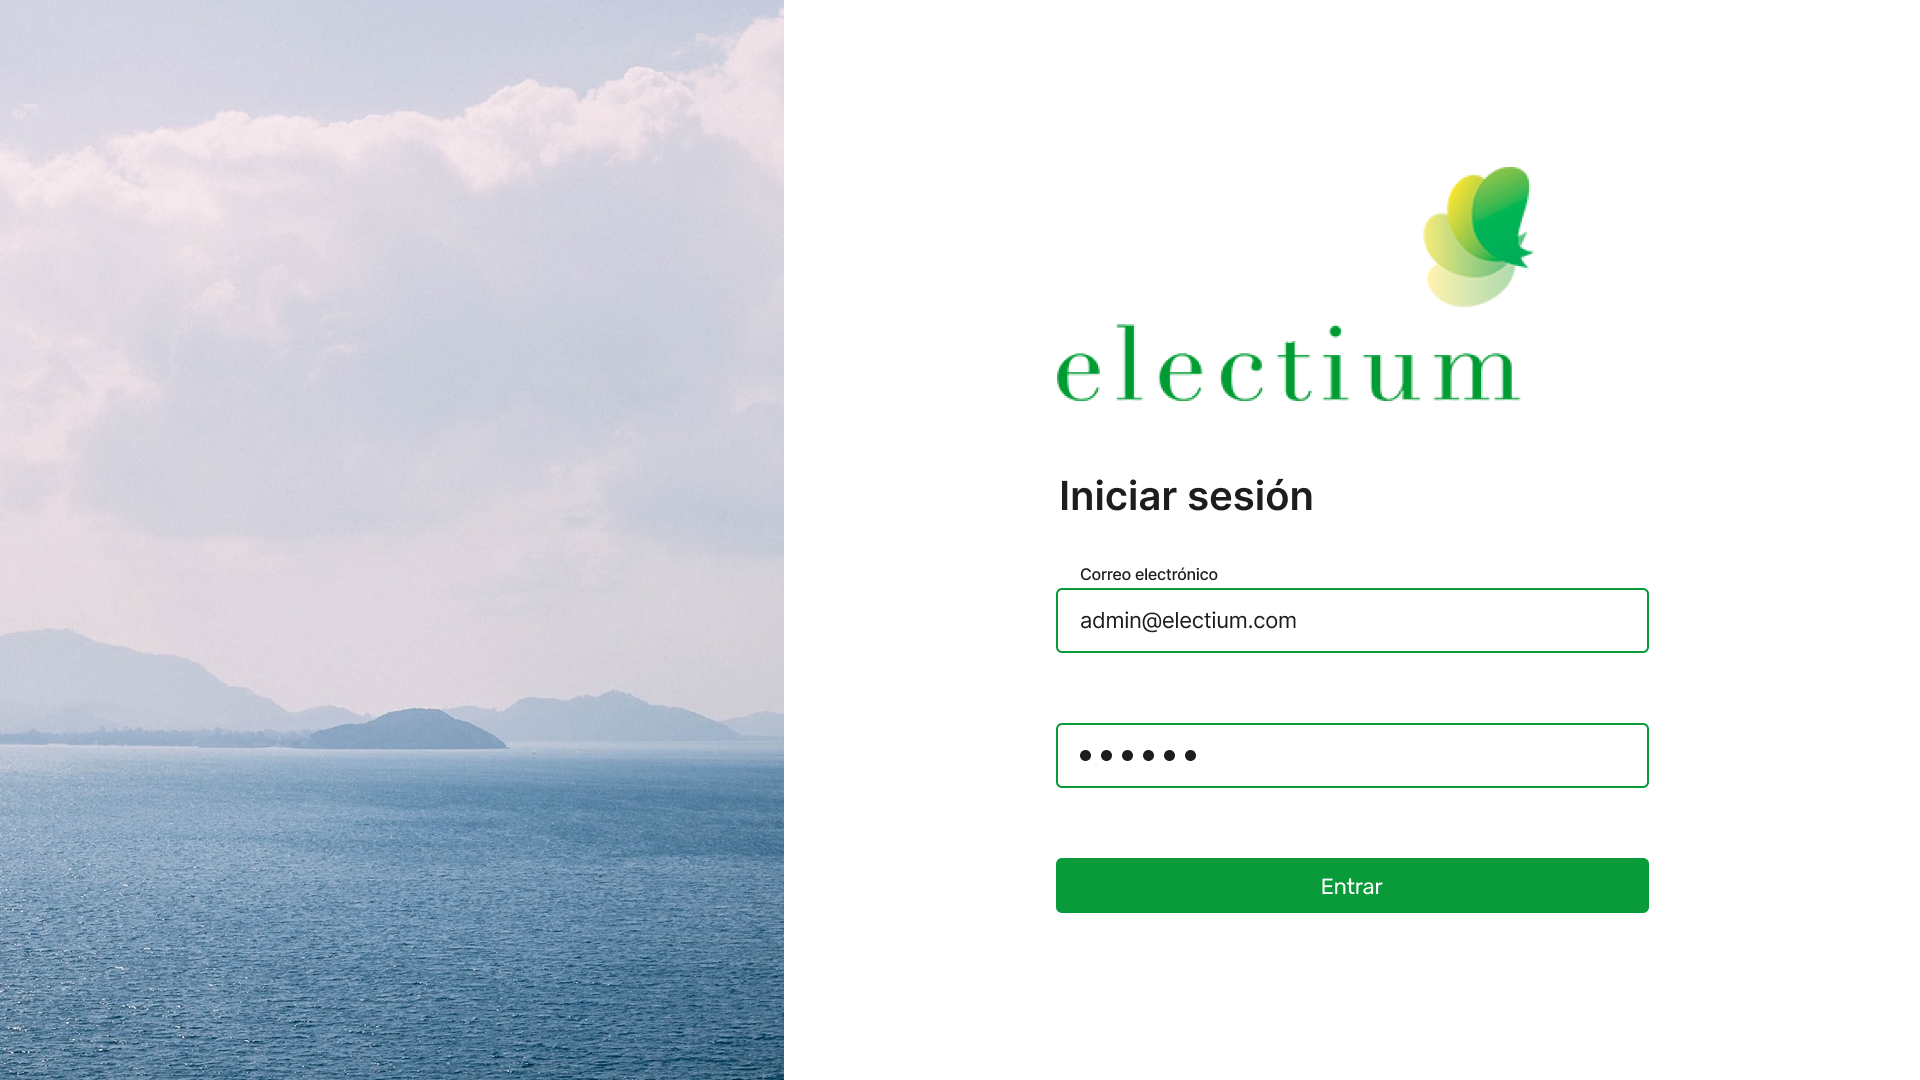 electium
Iniciar sesión
Correo electrónico
admin@electium.com
••••••
Entrar